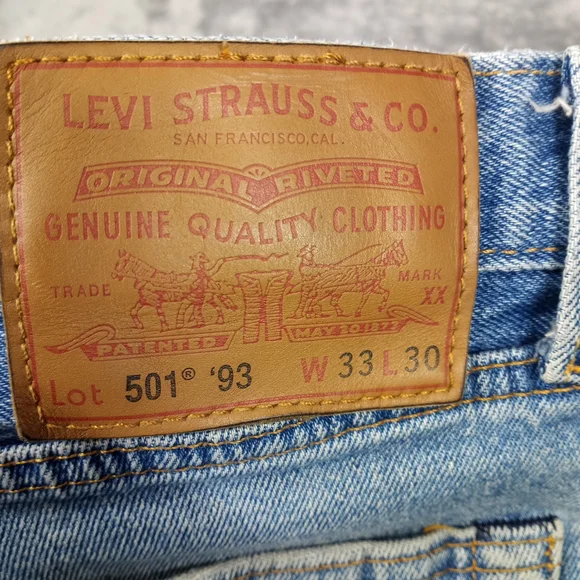 LEVI STRAUSS & CO.
SAN FRANCISCO, CAL.
ORIGINAL RIVETED
GENUINE QUALITY CLOTHING
TRADE MARK
XX
PATENTED MAY 20 1873
Lot 501® '93 W 33 L 30